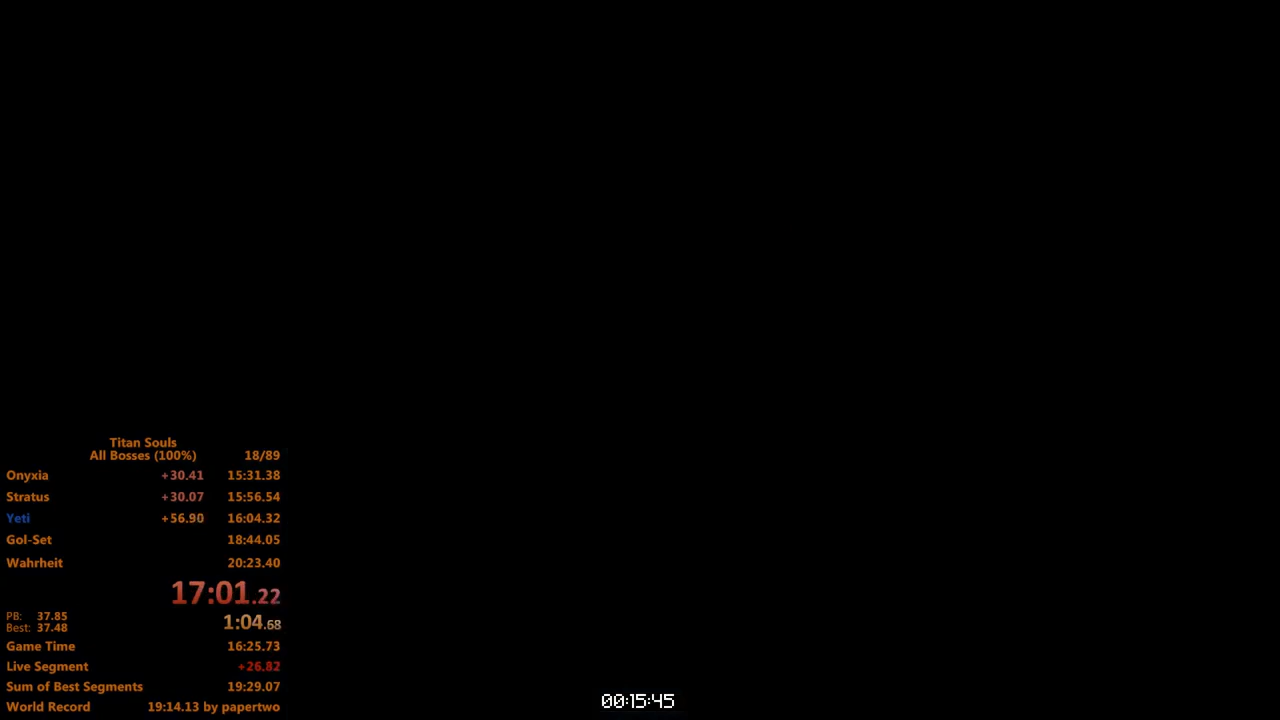 Titan Souls
All Bosses (100%) 18/89
Onyxia +30.41 15:31.38
Stratus +30.07 15:56.54
Yeti +56.90 16:04.32
Gol-Set 18:44.05
Wahrheit 20:23.40
17:01.22
PB: 37.85
Best: 37.48
1:04.68
Game Time 16:25.73
Live Segment +26.82
Sum of Best Segments 19:29.07
World Record 19:14.13 by papertwo
00:15:45